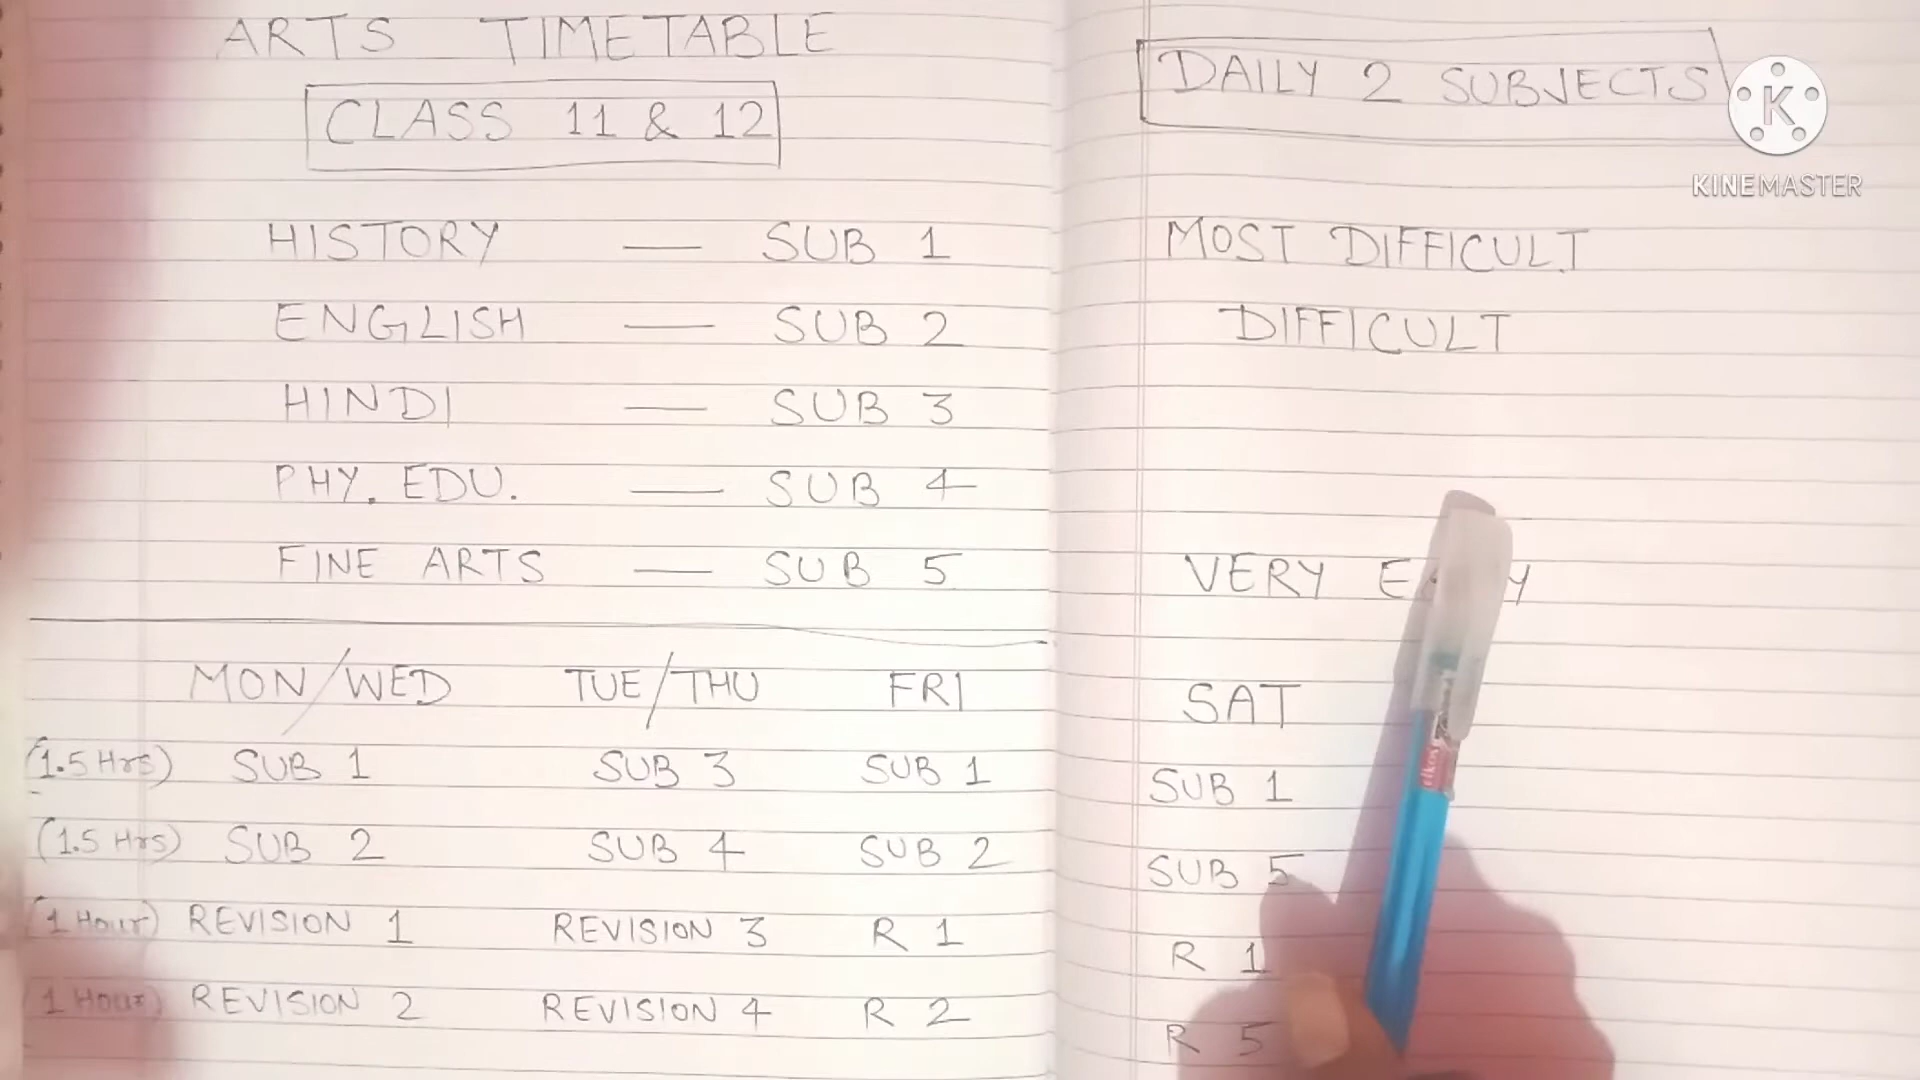 ARTS TIMETABLE
CLASS 11 & 12
HISTORY — SUB 1
ENGLISH — SUB 2
HINDI — SUB 3
PHY. EDU. — SUB 4
FINE ARTS — SUB 5
MON/WED TUE/THU FRI
(1.5 Hrs) SUB 1 SUB 3 SUB 1
(1.5 Hrs) SUB 2 SUB 4 SUB 2
(1 Hour) REVISION 1 REVISION 3 R 1
(1 Hour) REVISION 2 REVISION 4 R 2
DAILY 2 SUBJECTS
K
KINEMASTER
MOST DIFFICULT
DIFFICULT
VERY
SAT
SUB 1
SUB 5
R 1
R 5